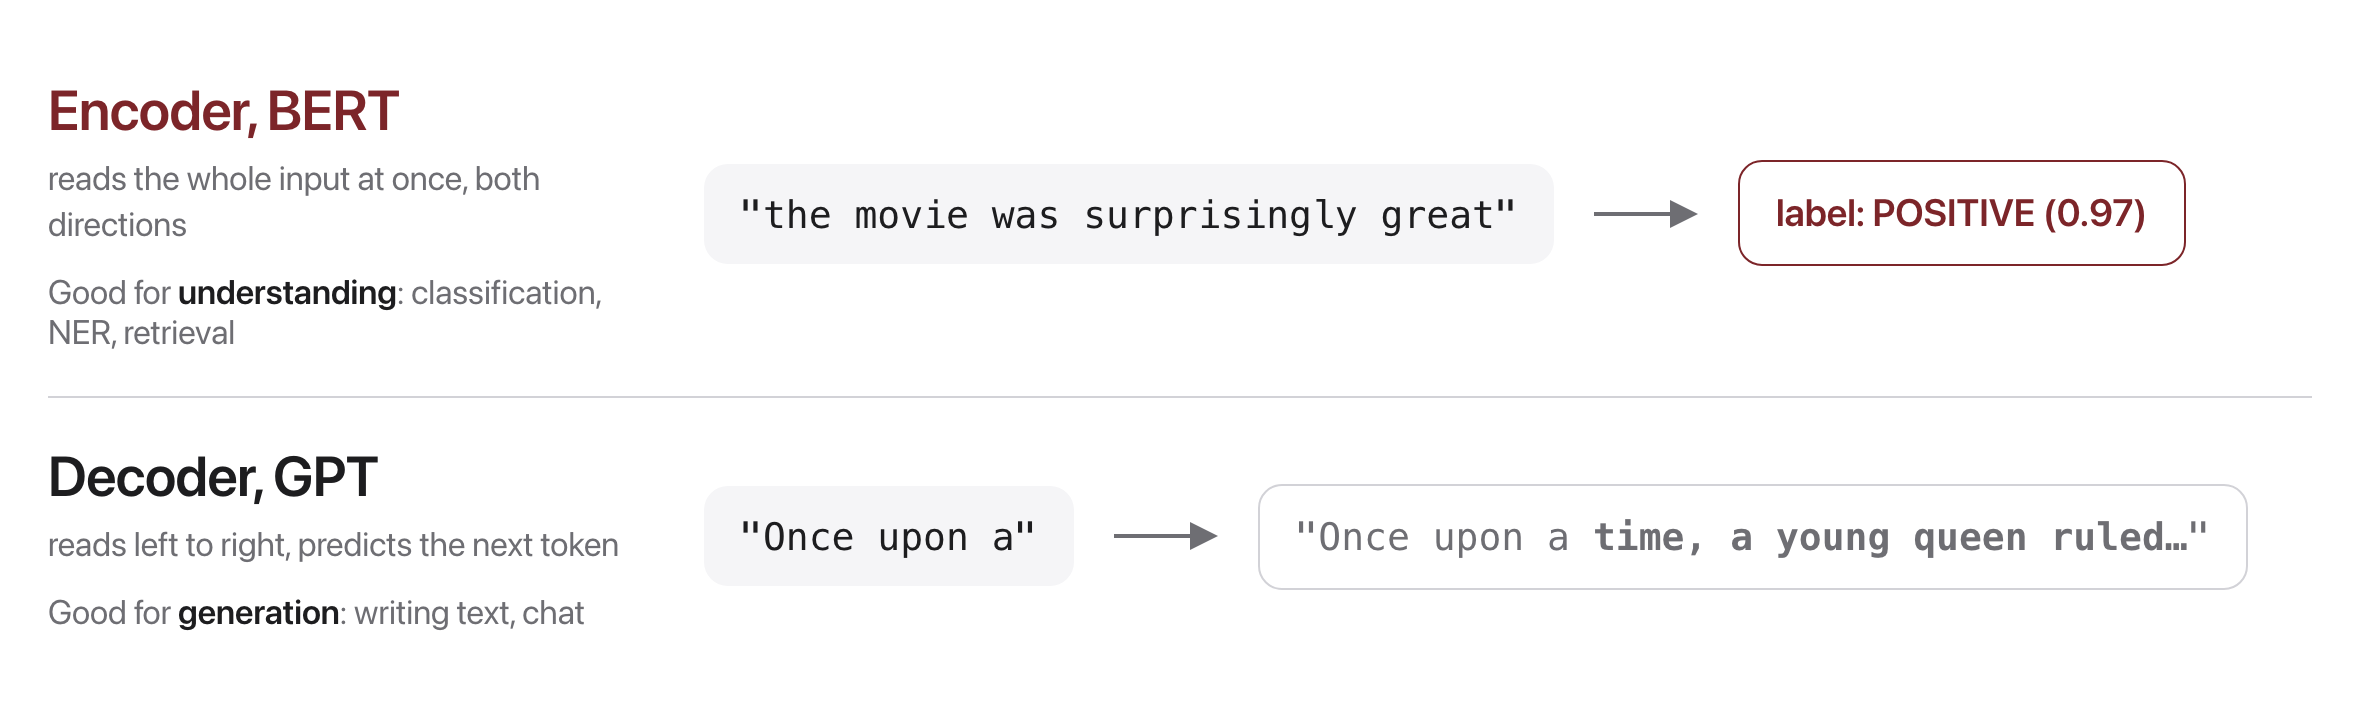 Encoder, BERT
reads the whole input at once, both
directions
Good for understanding: classification,
NER, retrieval
"the movie was surprisingly great"
label: POSITIVE (0.97)
Decoder, GPT
reads left to right, predicts the next token
Good for generation: writing text, chat
"Once upon a"
"Once upon a time, a young queen ruled…"